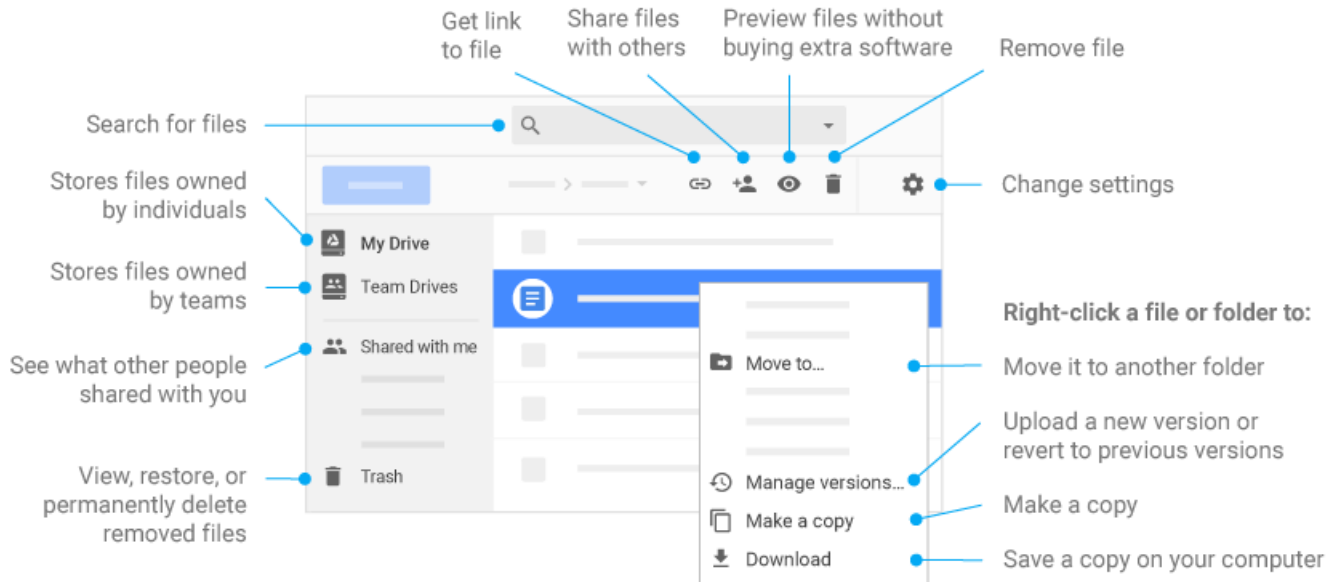 Get link
to file
Share files
with others
Preview files without
buying extra software
Remove file
Search for files
Change settings
Stores files owned
by individuals
My Drive
Stores files owned
by teams
Team Drives
See what other people
shared with you
Shared with me
View, restore, or
permanently delete
removed files
Trash
Right-click a file or folder to:
Move to...
Move it to another folder
Manage versions...
Upload a new version or
revert to previous versions
Make a copy
Make a copy
Download
Save a copy on your computer